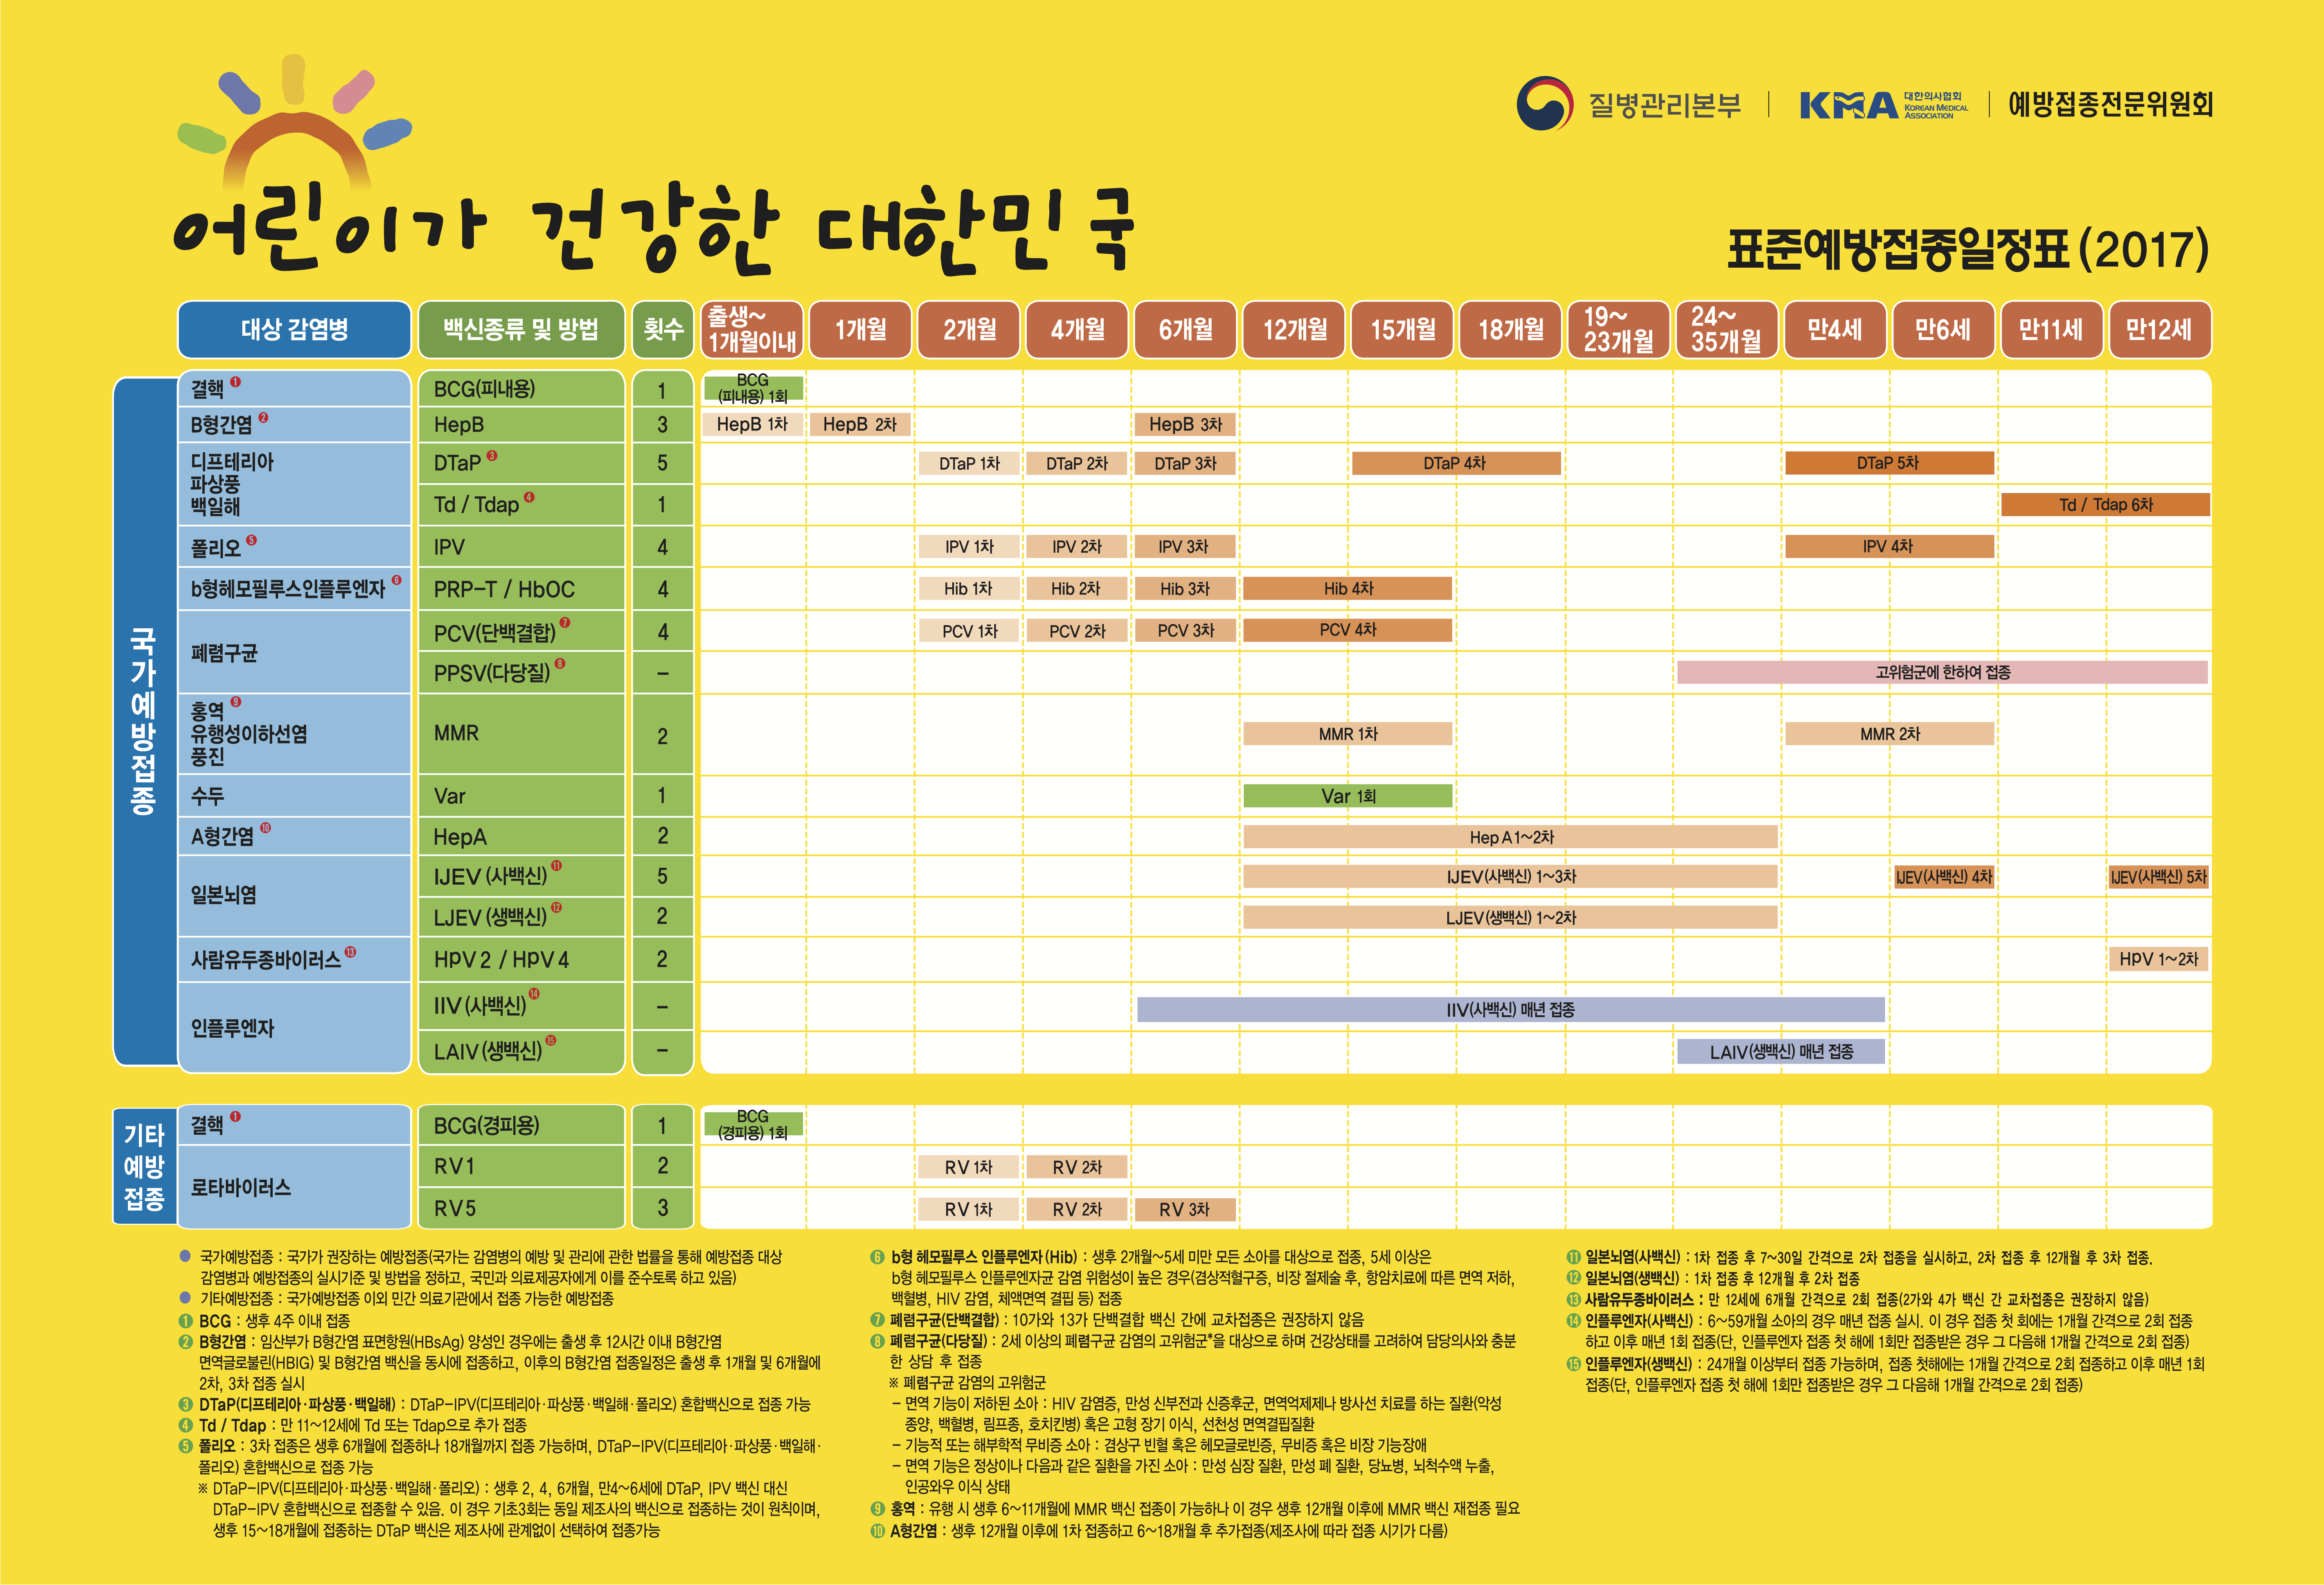 질병관리본부
KMA 대한의사협회 KOREAN MEDICAL ASSOCIATION
예방접종전문위원회
어린이가 건강한 대한민국
표준예방접종일정표(2017)
대상 감염병 백신종류 및 방법 횟수 출생~1개월이내 1개월 2개월 4개월 6개월 12개월 15개월 18개월 19~23개월 24~35개월 만4세 만6세 만11세 만12세
국가예방접종
결핵 ❶ BCG(피내용) 1 BCG (피내용) 1회
B형간염 ❷ HepB 3 HepB 1차 HepB 2차 HepB 3차
디프테리아
파상풍
백일해
DTaP ❸ 5 DTaP 1차 DTaP 2차 DTaP 3차 DTaP 4차 DTaP 5차
Td / Tdap ❹ 1 Td / Tdap 6차
폴리오 ❺ IPV 4 IPV 1차 IPV 2차 IPV 3차 IPV 4차
b형헤모필루스인플루엔자 ❻ PRP-T / HbOC 4 Hib 1차 Hib 2차 Hib 3차 Hib 4차
폐렴구균
PCV(단백결합) ❼ 4 PCV 1차 PCV 2차 PCV 3차 PCV 4차
PPSV(다당질) ❽ - 고위험군에 한하여 접종
홍역 ❾
유행성이하선염
풍진
MMR 2 MMR 1차 MMR 2차
수두 Var 1 Var 1회
A형간염 ❿ HepA 2 Hep A 1~2차
일본뇌염
IJEV (사백신) ⓫ 5 IJEV(사백신) 1~3차 IJEV(사백신) 4차 IJEV(사백신) 5차
LJEV (생백신) ⓬ 2 LJEV(생백신) 1~2차
사람유두종바이러스 ⓭ HpV 2 / HpV 4 2 HpV 1~2차
인플루엔자
IIV (사백신) ⓮ - IIV(사백신) 매년 접종
LAIV (생백신) ⓯ - LAIV(생백신) 매년 접종
기타
예방
접종
결핵 ❶ BCG(경피용) 1 BCG (경피용) 1회
로타바이러스
RV1 2 RV 1차 RV 2차
RV5 3 RV 1차 RV 2차 RV 3차
● 국가예방접종 : 국가가 권장하는 예방접종(국가는 감염병의 예방 및 관리에 관한 법률을 통해 예방접종 대상
감염병과 예방접종의 실시기준 및 방법을 정하고, 국민과 의료제공자에게 이를 준수토록 하고 있음)
● 기타예방접종 : 국가예방접종 이외 민간 의료기관에서 접종 가능한 예방접종
❶ BCG : 생후 4주 이내 접종
❷ B형간염 : 임산부가 B형간염 표면항원(HBsAg) 양성인 경우에는 출생 후 12시간 이내 B형간염
면역글로불린(HBIG) 및 B형간염 백신을 동시에 접종하고, 이후의 B형간염 접종일정은 출생 후 1개월 및 6개월에
2차, 3차 접종 실시
❸ DTaP(디프테리아·파상풍·백일해) : DTaP-IPV(디프테리아·파상풍·백일해·폴리오) 혼합백신으로 접종 가능
❹ Td / Tdap : 만 11~12세에 Td 또는 Tdap으로 추가 접종
❺ 폴리오 : 3차 접종은 생후 6개월에 접종하나 18개월까지 접종 가능하며, DTaP-IPV(디프테리아·파상풍·백일해·
폴리오) 혼합백신으로 접종 가능
※ DTaP-IPV(디프테리아·파상풍·백일해·폴리오) : 생후 2, 4, 6개월, 만4~6세에 DTaP, IPV 백신 대신
DTaP-IPV 혼합백신으로 접종할 수 있음. 이 경우 기초3회는 동일 제조사의 백신으로 접종하는 것이 원칙이며,
생후 15~18개월에 접종하는 DTaP 백신은 제조사에 관계없이 선택하여 접종가능
❻ b형 헤모필루스 인플루엔자(Hib) : 생후 2개월~5세 미만 모든 소아를 대상으로 접종, 5세 이상은
b형 헤모필루스 인플루엔자균 감염 위험성이 높은 경우(겸상적혈구증, 비장 절제술 후, 항암치료에 따른 면역 저하,
백혈병, HIV 감염, 체액면역 결핍 등) 접종
❼ 폐렴구균(단백결합) : 10가와 13가 단백결합 백신 간에 교차접종은 권장하지 않음
❽ 폐렴구균(다당질) : 2세 이상의 폐렴구균 감염의 고위험군*을 대상으로 하며 건강상태를 고려하여 담당의사와 충분
한 상담 후 접종
※ 폐렴구균 감염의 고위험군
- 면역 기능이 저하된 소아 : HIV 감염증, 만성 신부전과 신증후군, 면역억제제나 방사선 치료를 하는 질환(악성
종양, 백혈병, 림프종, 호치킨병) 혹은 고형 장기 이식, 선천성 면역결핍질환
- 기능적 또는 해부학적 무비증 소아 : 겸상구 빈혈 혹은 헤모글로빈증, 무비증 혹은 비장 기능장애
- 면역 기능은 정상이나 다음과 같은 질환을 가진 소아 : 만성 심장 질환, 만성 폐 질환, 당뇨병, 뇌척수액 누출,
인공와우 이식 상태
❾ 홍역 : 유행 시 생후 6~11개월에 MMR 백신 접종이 가능하나 이 경우 생후 12개월 이후에 MMR 백신 재접종 필요
❿ A형간염 : 생후 12개월 이후에 1차 접종하고 6~18개월 후 추가접종(제조사에 따라 접종 시기가 다름)
⓫ 일본뇌염(사백신) : 1차 접종 후 7~30일 간격으로 2차 접종을 실시하고, 2차 접종 후 12개월 후 3차 접종.
⓬ 일본뇌염(생백신) : 1차 접종 후 12개월 후 2차 접종
⓭ 사람유두종바이러스 : 만 12세에 6개월 간격으로 2회 접종(2가와 4가 백신 간 교차접종은 권장하지 않음)
⓮ 인플루엔자(사백신) : 6~59개월 소아의 경우 매년 접종 실시. 이 경우 접종 첫 회에는 1개월 간격으로 2회 접종
하고 이후 매년 1회 접종(단, 인플루엔자 접종 첫 해에 1회만 접종받은 경우 그 다음해 1개월 간격으로 2회 접종)
⓯ 인플루엔자(생백신) : 24개월 이상부터 접종 가능하며, 접종 첫해에는 1개월 간격으로 2회 접종하고 이후 매년 1회
접종(단, 인플루엔자 접종 첫 해에 1회만 접종받은 경우 그 다음해 1개월 간격으로 2회 접종)